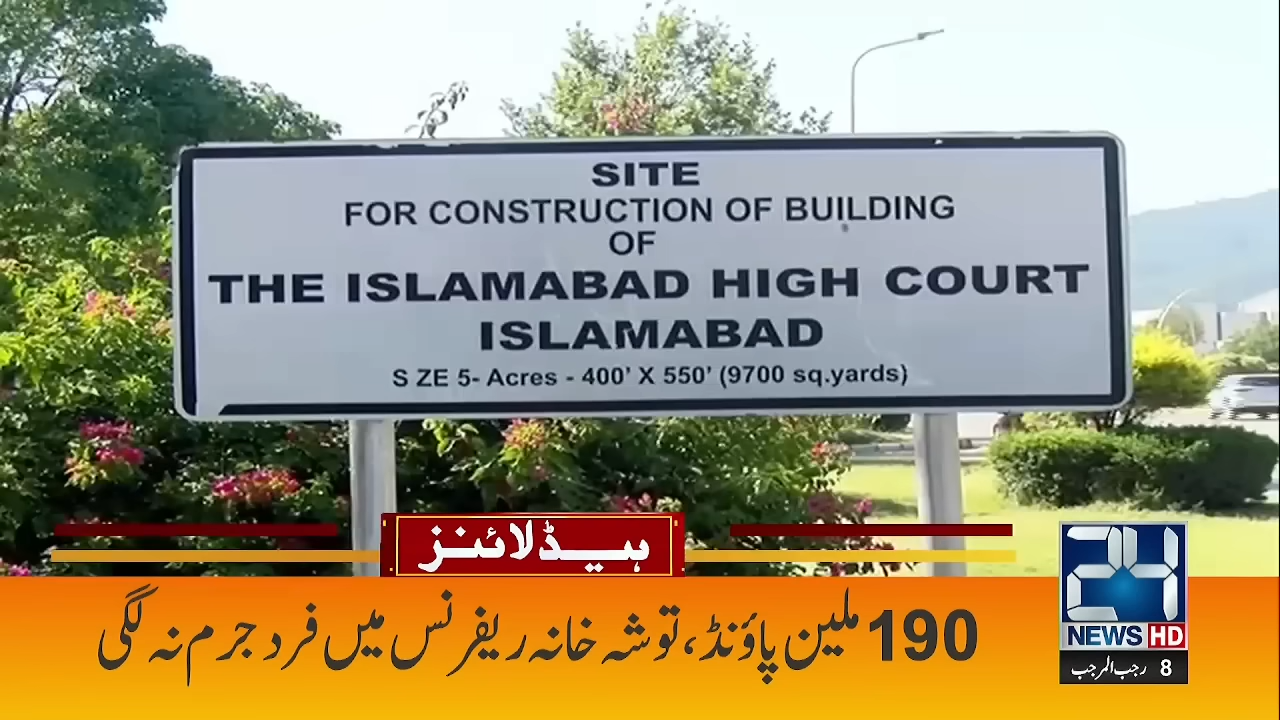 SITE
FOR CONSTRUCTION OF BUILDING
OF
THE ISLAMABAD HIGH COURT
ISLAMABAD
S ZE 5- Acres - 400' X 550' (9700 sq.yards)
ہیڈلائنز
190 ملین پاؤنڈ، توشہ خانہ ریفرنس میں فرد جرم نہ لگی
24
NEWS HD
8 رجب المرجب